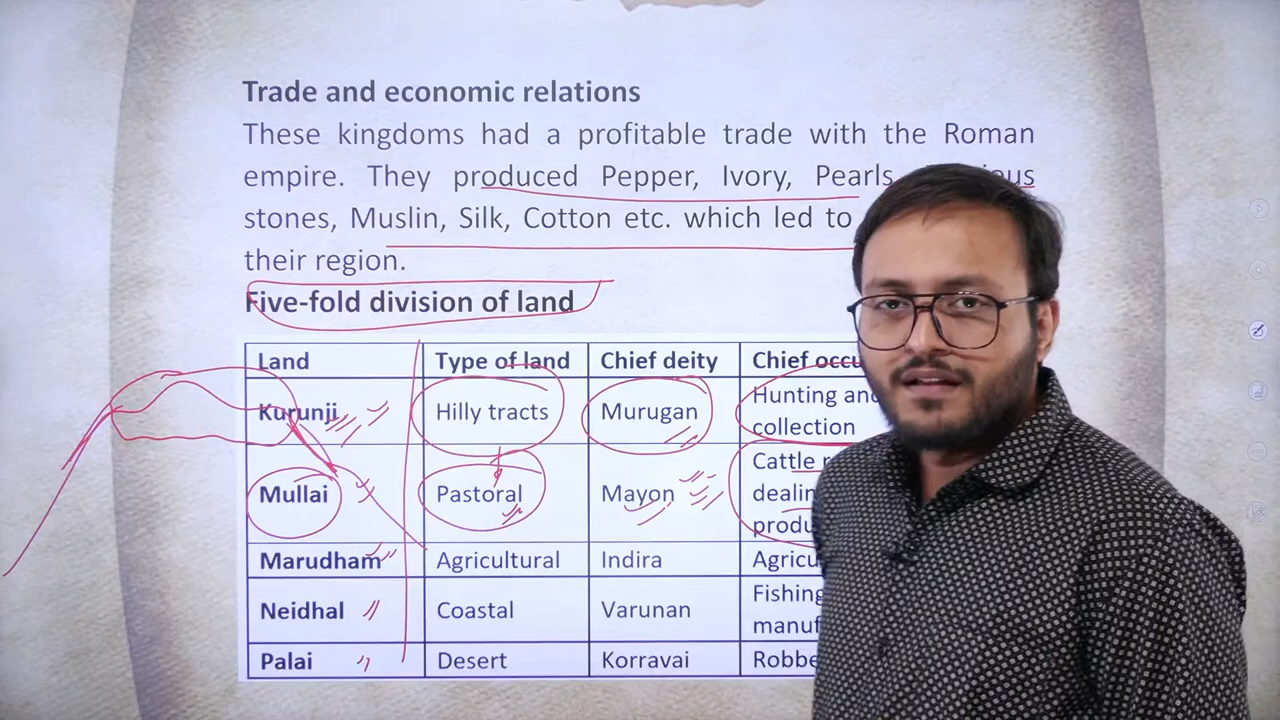 Trade and economic relations
These kingdoms had a profitable trade with the Roman
empire. They produced Pepper, Ivory, Pearls
stones, Muslin, Silk, Cotton etc. which led to
their region.
Five-fold division of land
Land Type of land Chief deity Chief
Kurunji Hilly tracts Murugan Hunting and
collection
Mullai Pastoral Mayon Cattle
Marudham Agricultural Indira
Neidhal Coastal Varunan Fishing
Palai Desert Korravai